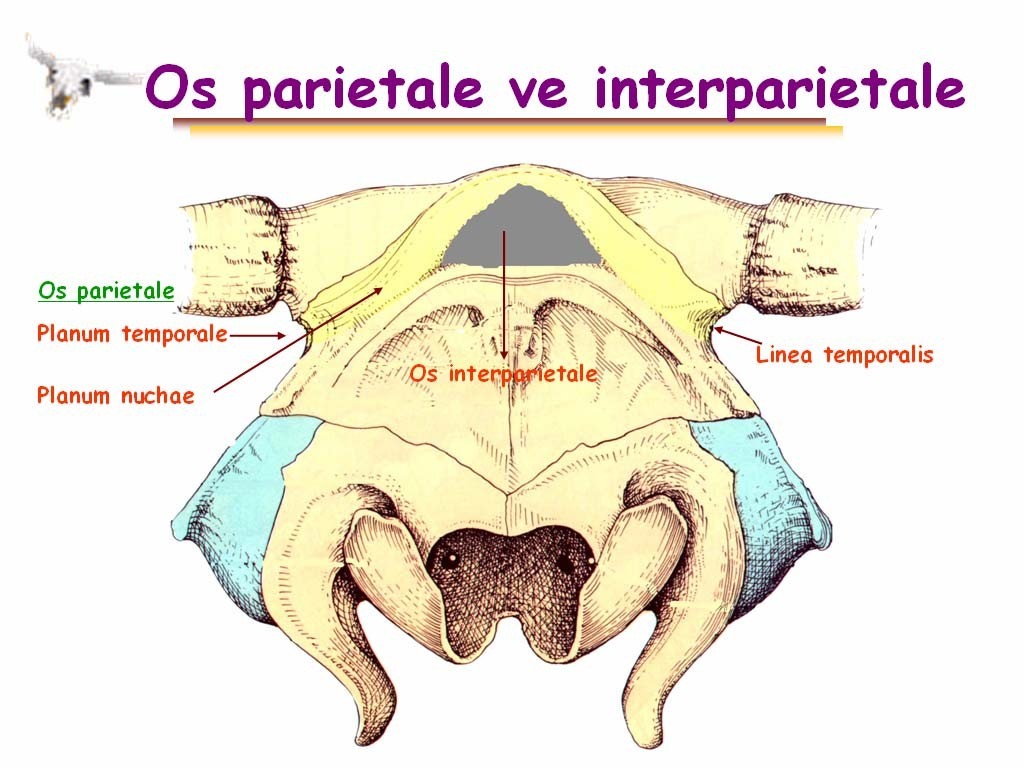 Os parietale ve interparietale
Os parietale
Planum temporale
Linea temporalis
Os interparietale
Planum nuchae